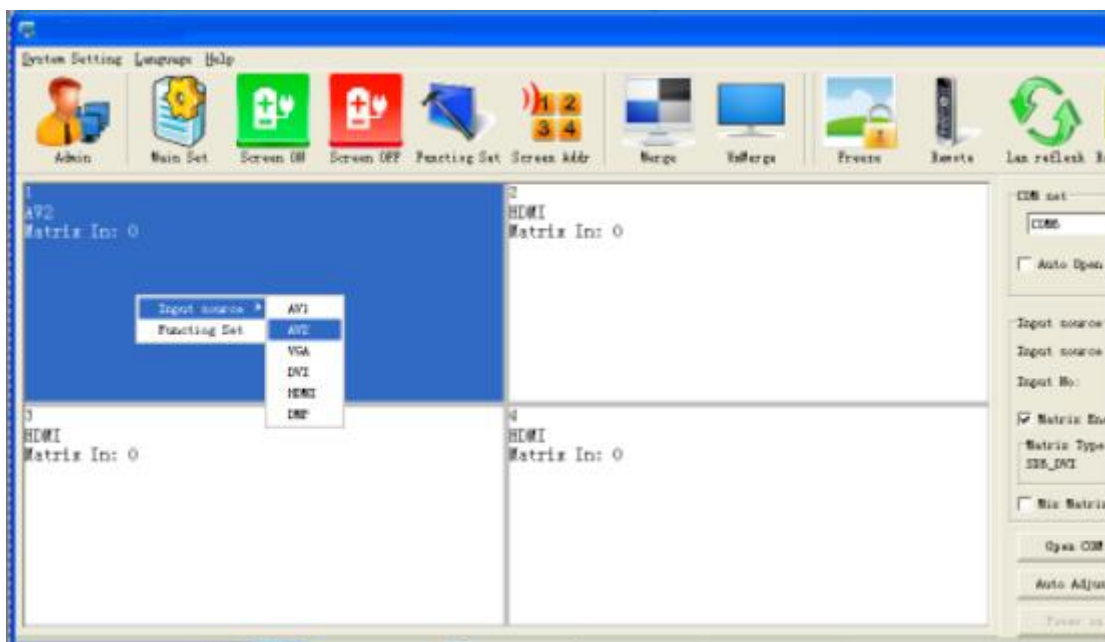 System Setting Language Help
Admin Main Set Screen ON Screen OFF Functing Set Screen Addr Merge UnMerge Freeze Remote Lan reflesh
1
AV2
Matrix In: 0
2
HDMI
Matrix In: 0
COM set
COM6
Auto Open
Input source AV1
Functing Set AV2
VGA
DVI
HDMI
DMP
Input source
Input source
Input No:
3
HDMI
Matrix In: 0
4
HDMI
Matrix In: 0
Matrix Ena
Matrix Type
Mix Matrix
Open COM
Auto Adjus